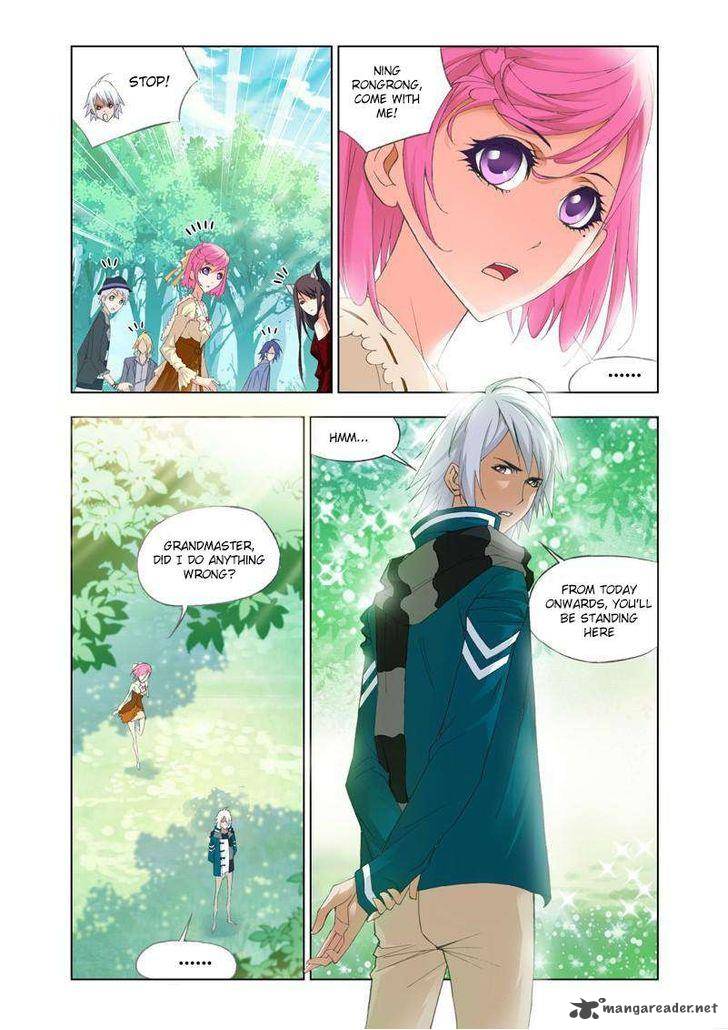 STOP!
NING
RONGRONG,
COME WITH
ME!
......
GRANDMASTER,
DID I DO ANYTHING
WRONG?
......
HMM...
FROM TODAY
ONWARDS, YOU'LL
BE STANDING
HERE
mangareader.net